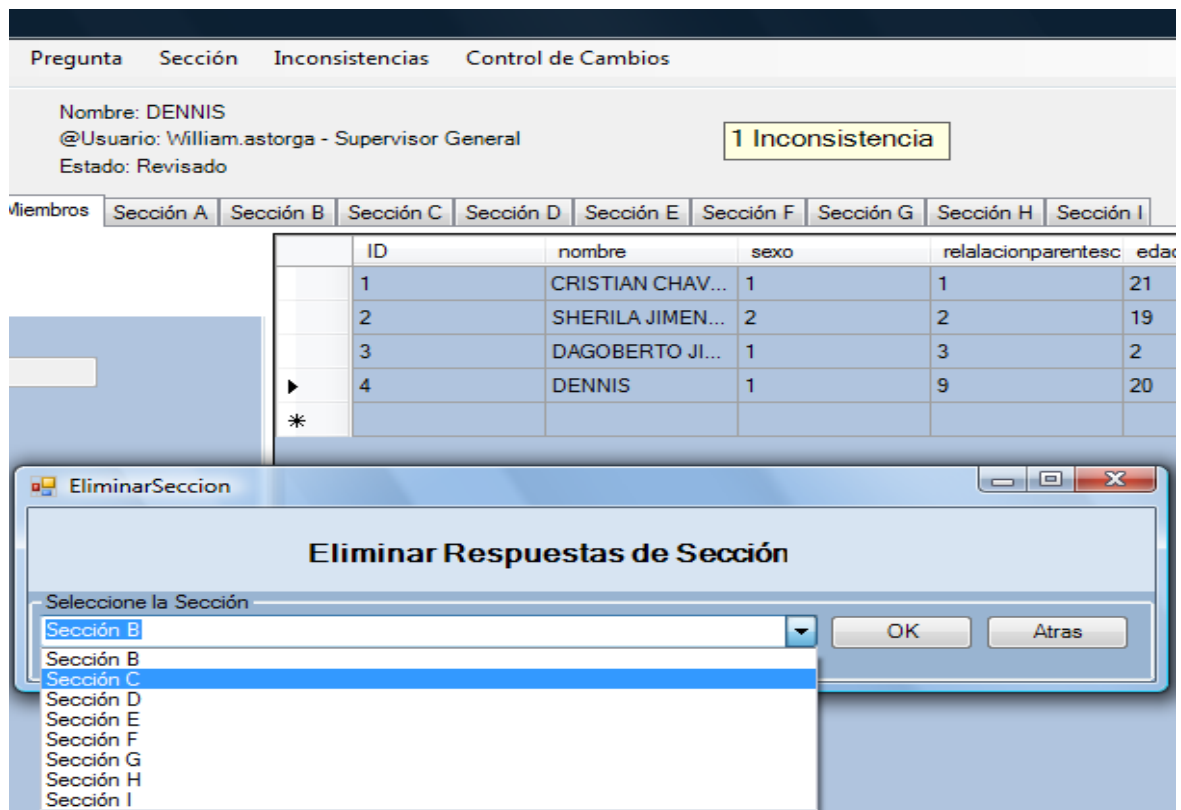 Pregunta Sección Inconsistencias Control de Cambios
Nombre: DENNIS
@Usuario: William.astorga - Supervisor General
1 Inconsistencia
Estado: Revisado
Miembros Sección A Sección B Sección C Sección D Sección E Sección F Sección G Sección H Sección I
ID nombre sexo relalacionparentesc edad
1 CRISTIAN CHAV... 1 1 21
2 SHERILA JIMEN... 2 2 19
3 DAGOBERTO JI... 1 3 2
4 DENNIS 1 9 20
EliminarSeccion
Eliminar Respuestas de Sección
Seleccione la Sección
Sección B OK Atras
Sección B
Sección C
Sección D
Sección E
Sección F
Sección G
Sección H
Sección I